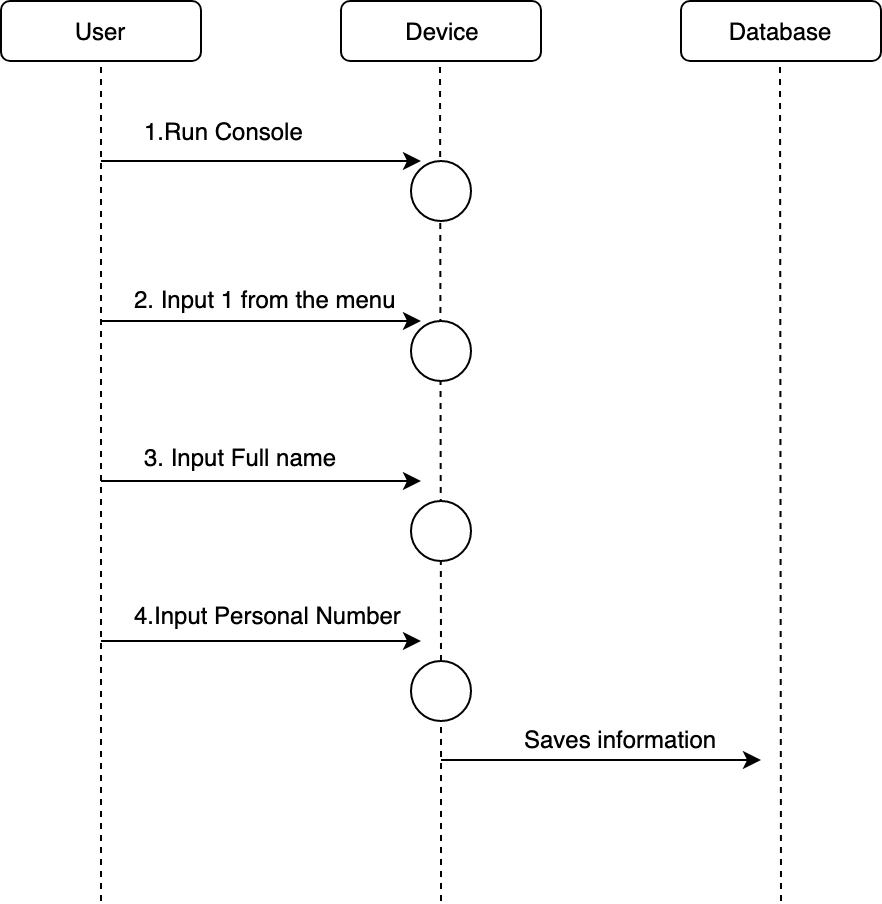 User
Device
Database
1.Run Console
2. Input 1 from the menu
3. Input Full name
4.Input Personal Number
Saves information